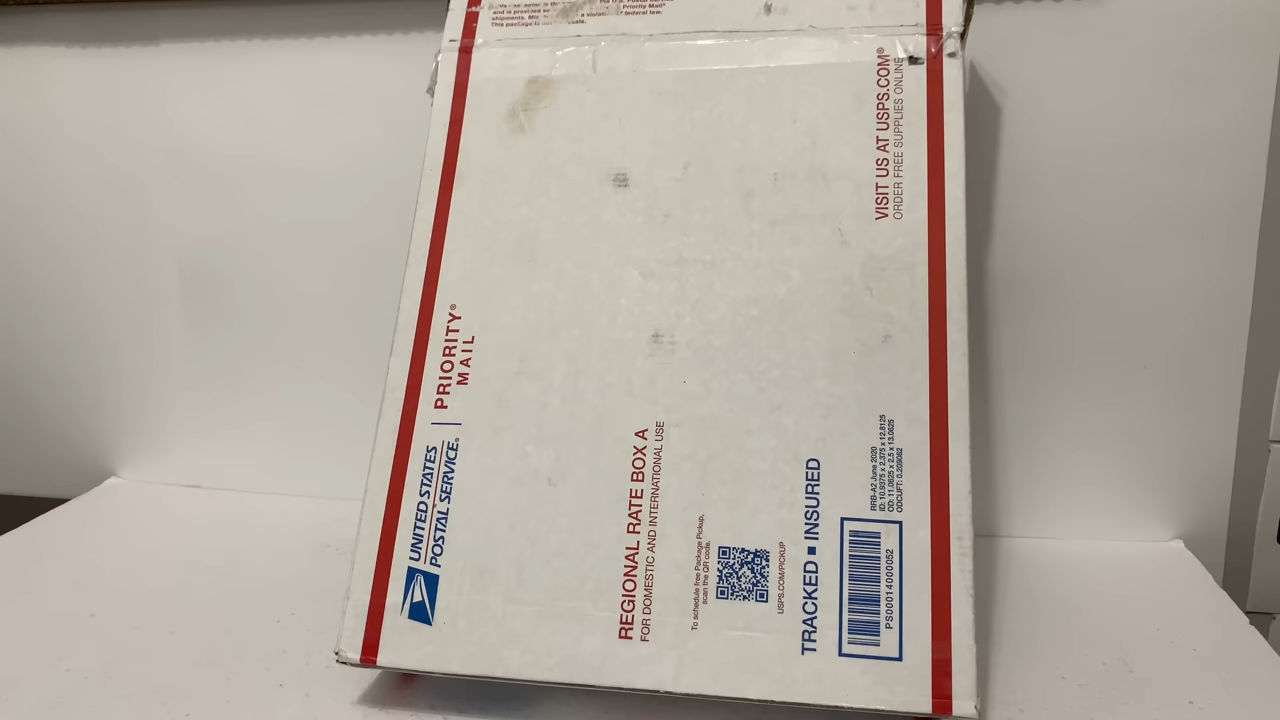 Priority Mail®
and is provided
shipments. a federal law.
This package is
UNITED STATES
POSTAL SERVICE®
PRIORITY®
MAIL
VISIT US AT USPS.COM®
ORDER FREE SUPPLIES ONLINE
REGIONAL RATE BOX A
FOR DOMESTIC AND INTERNATIONAL USE
To schedule free Package Pickup,
scan the QR code.
USPS.COM/PICKUP
TRACKED ■ INSURED
RRB-A2 June 2020
ID: 10.9375 x 2.375 x 12.8125
OD: 11.0625 x 2.5 x 13.0625
ODCUFT: 0.209062
PS00014000052